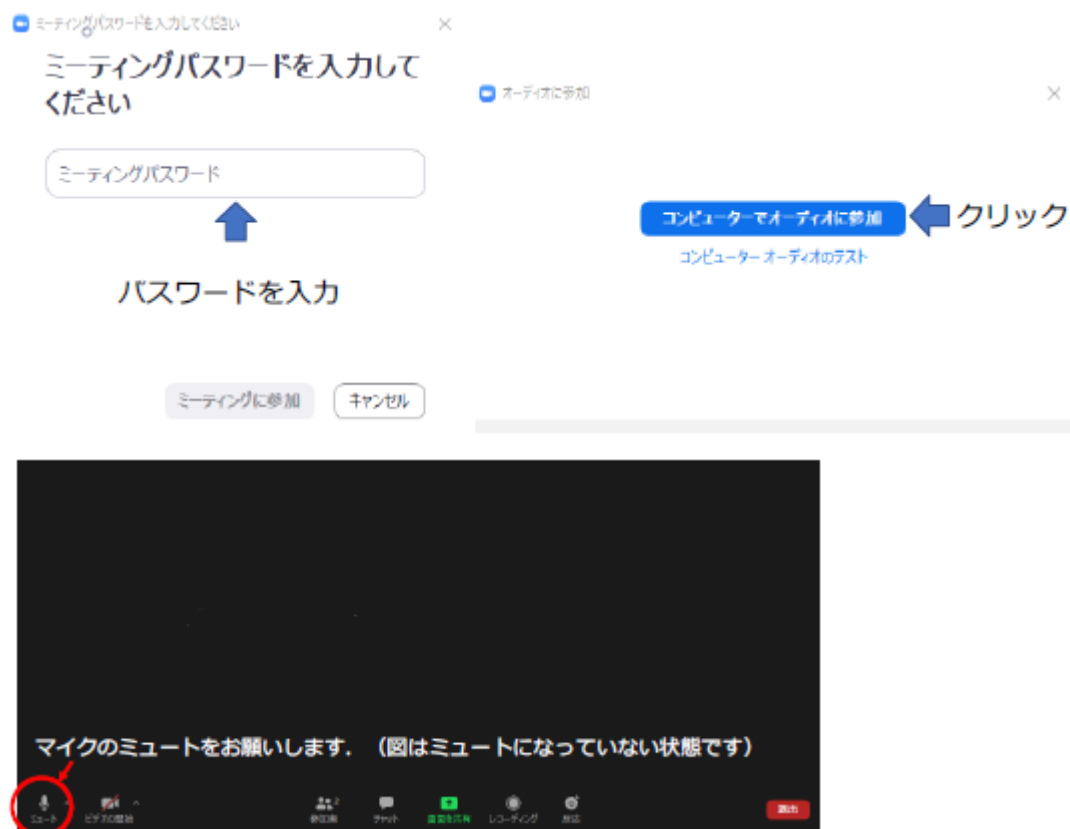 ミーティングパスワードを入力してください
ミーティングパスワードを入力して
ください
ミーティングパスワード
パスワードを入力
ミーティングに参加
キャンセル
オーディオに参加
コンピューターでオーディオに参加
クリック
コンピューター オーディオのテスト
マイクのミュートをお願いします.（図はミュートになっていない状態です）
ミュート
ビデオの開始
参加者
2
チャット
画面を共有
レコーディング
反応
退出